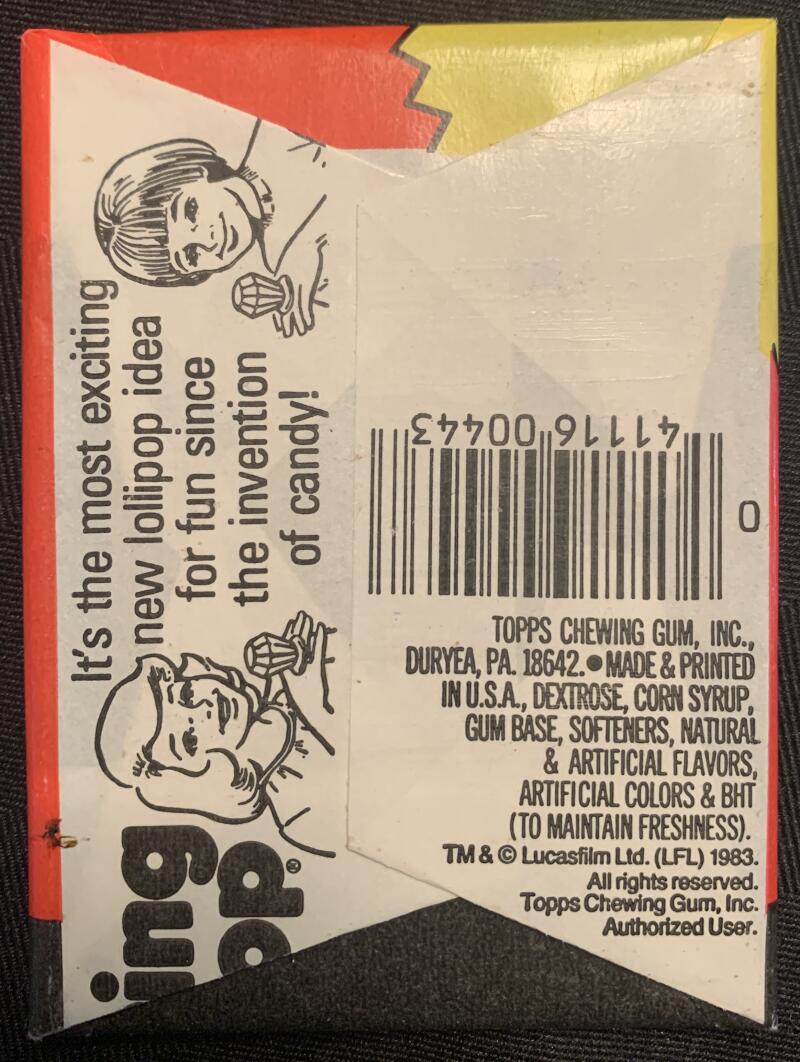 It's the most exciting
new lollipop idea
for fun since
the invention
of candy!
ing
op®
41116 00443
0
TOPPS CHEWING GUM, INC.,
DURYEA, PA. 18642. ● MADE & PRINTED
IN U.S.A., DEXTROSE, CORN SYRUP,
GUM BASE, SOFTENERS, NATURAL
& ARTIFICIAL FLAVORS,
ARTIFICIAL COLORS & BHT
(TO MAINTAIN FRESHNESS).
TM & © Lucasfilm Ltd. (LFL) 1983.
All rights reserved.
Topps Chewing Gum, Inc.
Authorized User.